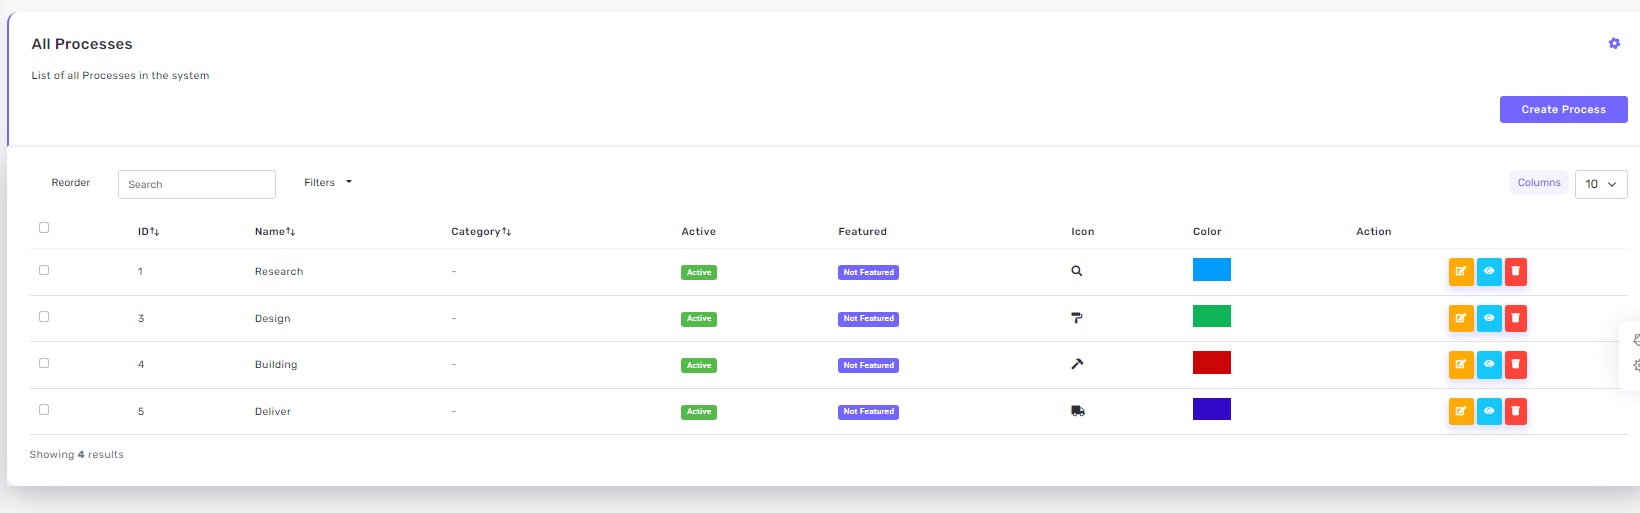 All Processes
List of all Processes in the system
Create Process
Reorder Search Filters Columns 10
ID Name Category Active Featured Icon Color Action
1 Research - Active Not Featured
3 Design - Active Not Featured
4 Building - Active Not Featured
5 Deliver - Active Not Featured
Showing 4 results